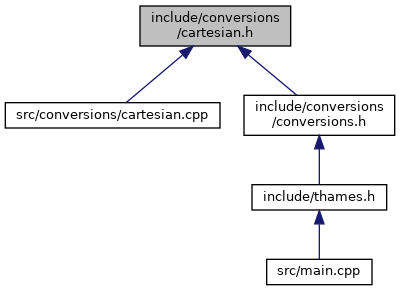 include/conversions
/cartesian.h
src/conversions/cartesian.cpp
include/conversions
/conversions.h
include/thames.h
src/main.cpp